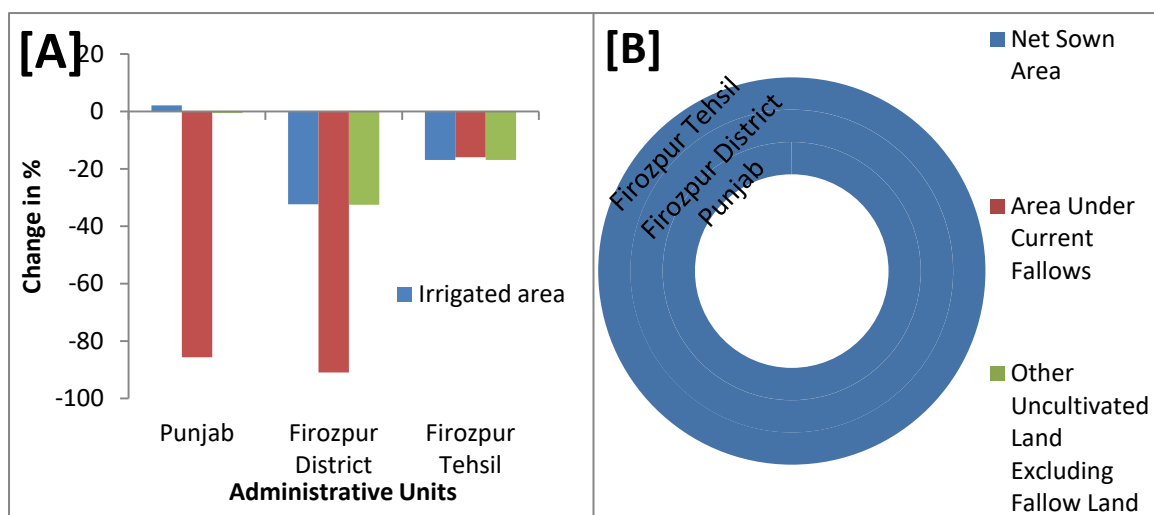 [A]
20
0
-20
-40
-60
-80
-100
Change in %
Irrigated area
Punjab
Firozpur
District
Firozpur
Tehsil
Administrative Units
[B]
Firozpur Tehsil
Firozpur District
Punjab
Net Sown
Area
Area Under
Current
Fallows
Other
Uncultivated
Land
Excluding
Fallow Land